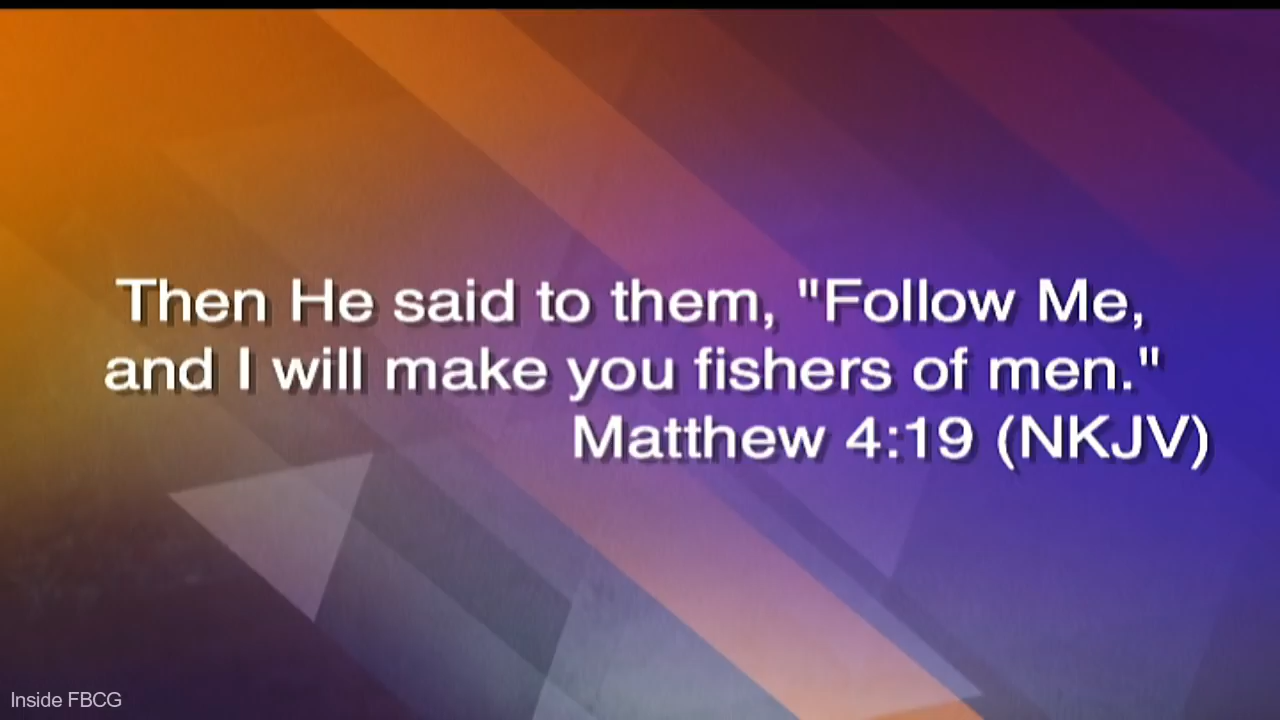 Then He said to them, "Follow Me,
and I will make you fishers of men."
Matthew 4:19 (NKJV)
Inside FBCG